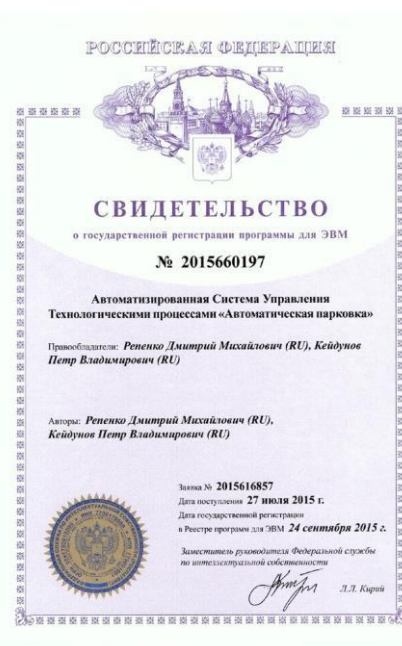 РОССИЙСКАЯ ФЕДЕРАЦИЯ
СВИДЕТЕЛЬСТВО
о государственной регистрации программы для ЭВМ
№ 2015660197
Автоматизированная Система Управления
Технологическими процессами «Автоматическая парковка»
Правообладатели: Репенко Дмитрий Михайлович (RU), Кейдунов
Петр Владимирович (RU)
Авторы: Репенко Дмитрий Михайлович (RU),
Кейдунов Петр Владимирович (RU)
Заявка № 2015616857
Дата поступления 27 июля 2015 г.
Дата государственной регистрации
в Реестре программ для ЭВМ 24 сентября 2015 г.
Заместитель руководителя Федеральной службы
по интеллектуальной собственности
Л.Л. Кирий